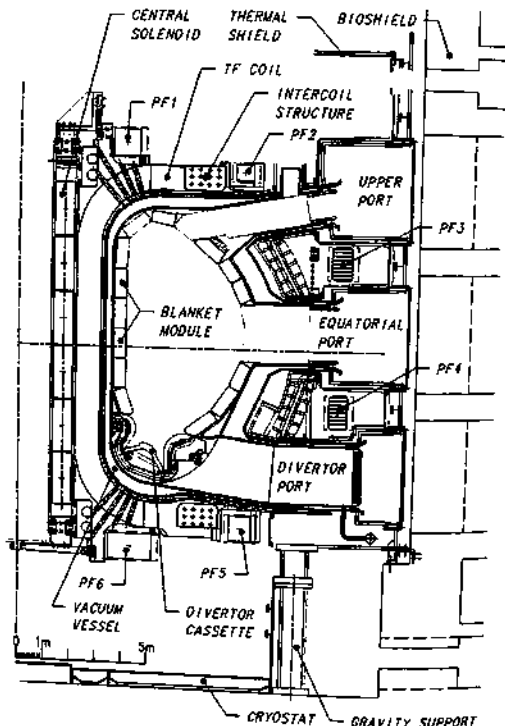 CENTRAL
SOLENOID
THERMAL
SHIELD
BIOSHIELD
TF COIL
PF1
INTERCOIL
STRUCTURE
PF2
UPPER
PORT
PF3
BLANKET
MODULE
EQUATORIAL
PORT
PF4
DIVERTOR
PORT
PF6
PF5
VACUUM
VESSEL
DIVERTOR
CASSETTE
0 1m 5m
CRYOSTAT
GRAVITY SUPPORT